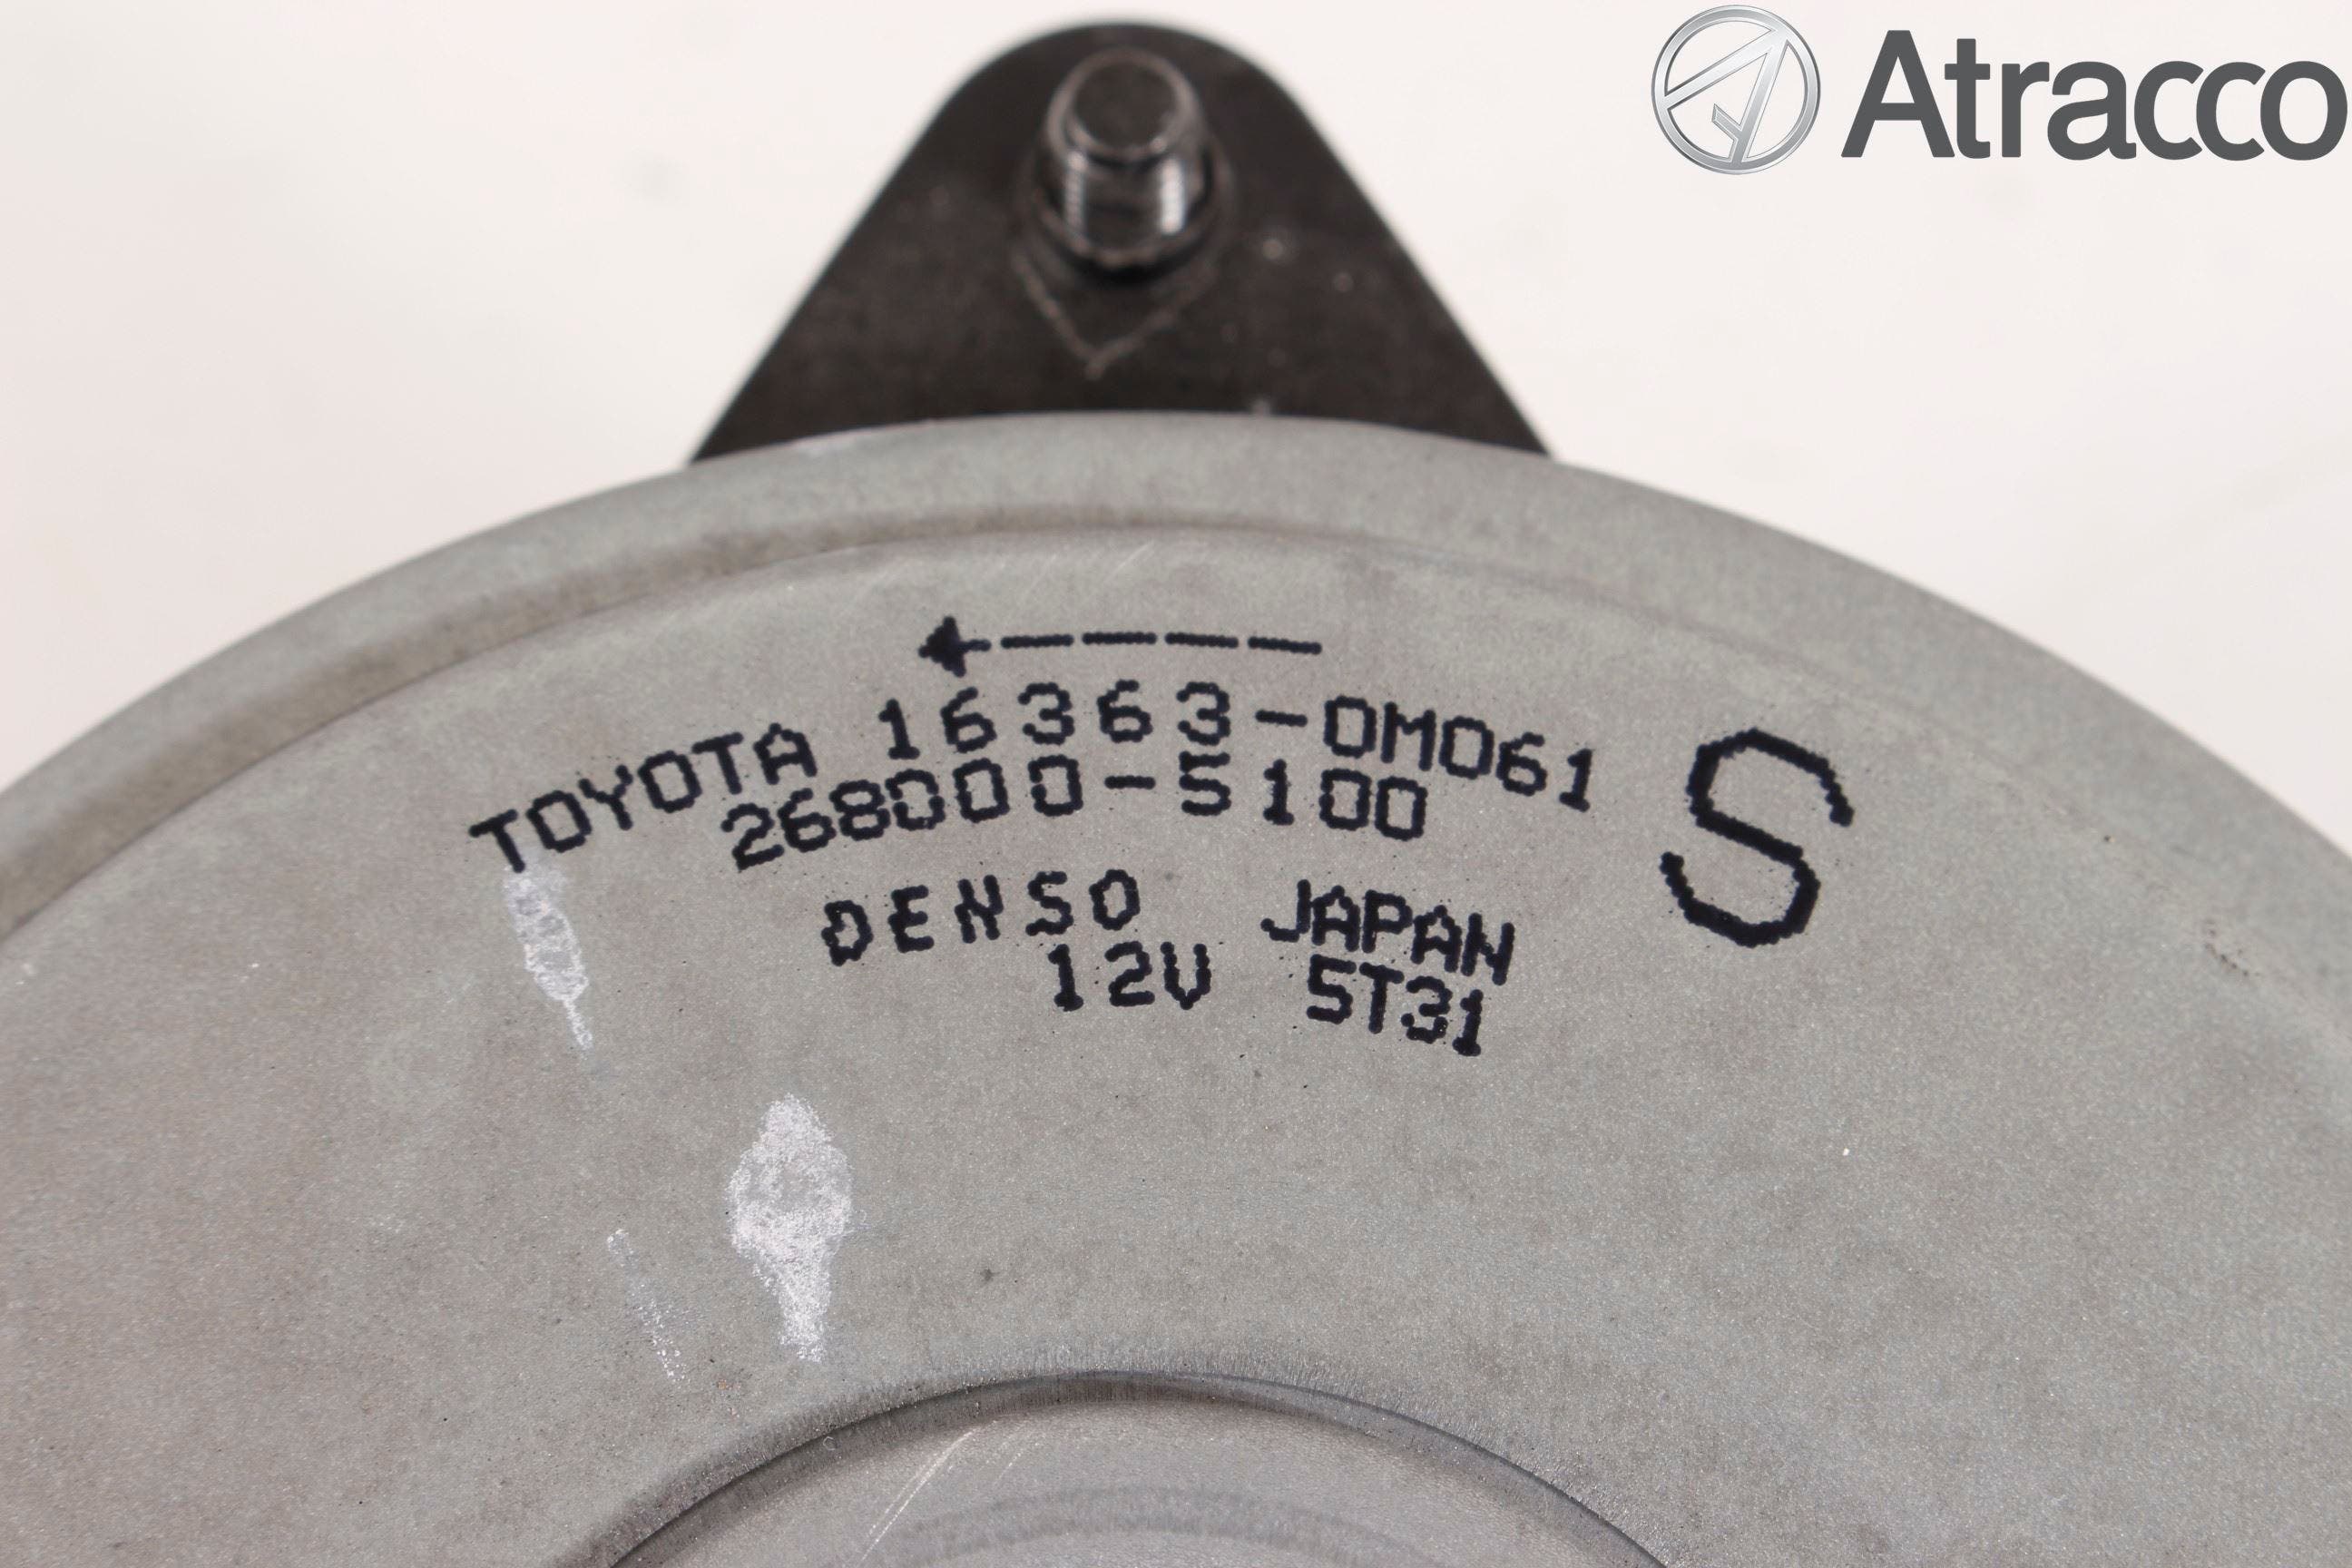 Atracco
TOYOTA 16363-0M061
268000-5100
S
DENSO JAPAN
12V 5T31